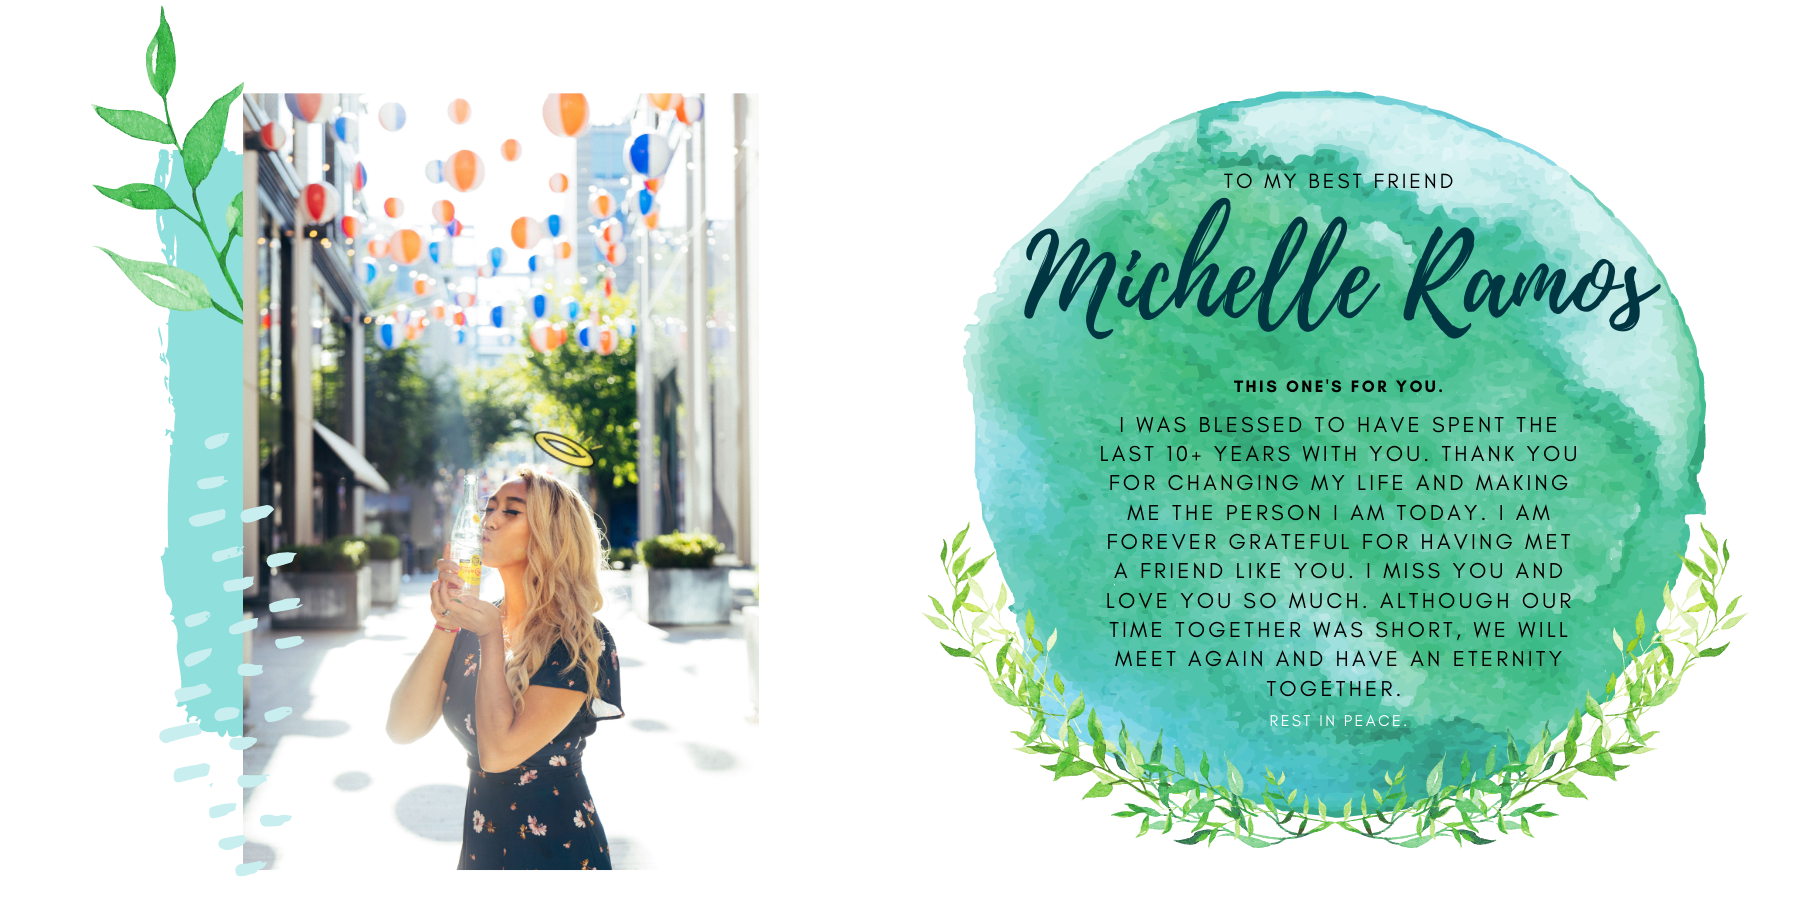 TO MY BEST FRIEND
Michelle Ramos
THIS ONE'S FOR YOU.
I WAS BLESSED TO HAVE SPENT THE
LAST 10+ YEARS WITH YOU. THANK YOU
FOR CHANGING MY LIFE AND MAKING
ME THE PERSON I AM TODAY. I AM
FOREVER GRATEFUL FOR HAVING MET
A FRIEND LIKE YOU. I MISS YOU AND
LOVE YOU SO MUCH. ALTHOUGH OUR
TIME TOGETHER WAS SHORT, WE WILL
MEET AGAIN AND HAVE AN ETERNITY
TOGETHER.
REST IN PEACE.